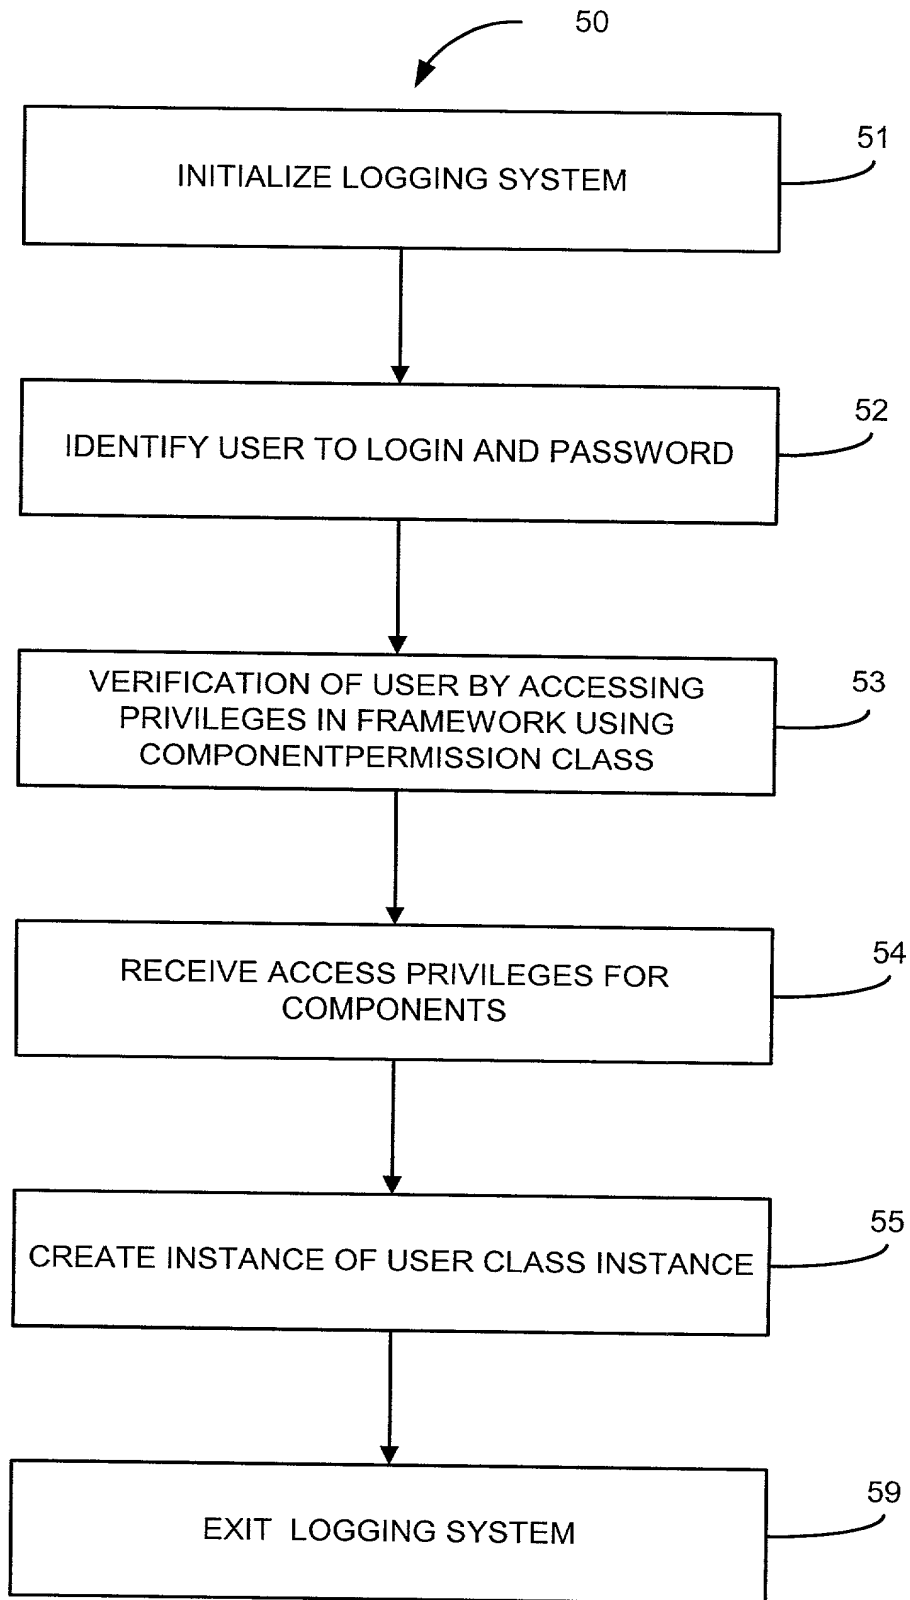 50
INITIALIZE LOGGING SYSTEM
51
IDENTIFY USER TO LOGIN AND PASSWORD
52
VERIFICATION OF USER BY ACCESSING
PRIVILEGES IN FRAMEWORK USING
COMPONENTPERMISSION CLASS
53
RECEIVE ACCESS PRIVILEGES FOR
COMPONENTS
54
CREATE INSTANCE OF USER CLASS INSTANCE
55
EXIT LOGGING SYSTEM
59